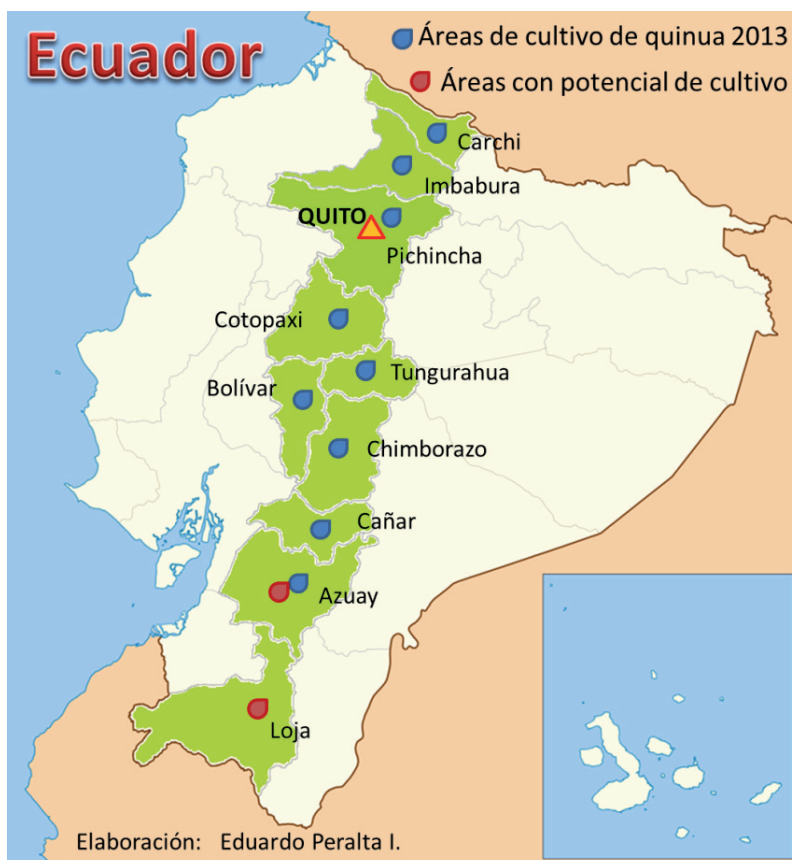 Ecuador
Áreas de cultivo de quinua 2013
Áreas con potencial de cultivo
Carchi
Imbabura
QUITO
Pichincha
Cotopaxi
Tungurahua
Bolívar
Chimborazo
Cañar
Azuay
Loja
Elaboración: Eduardo Peralta I.